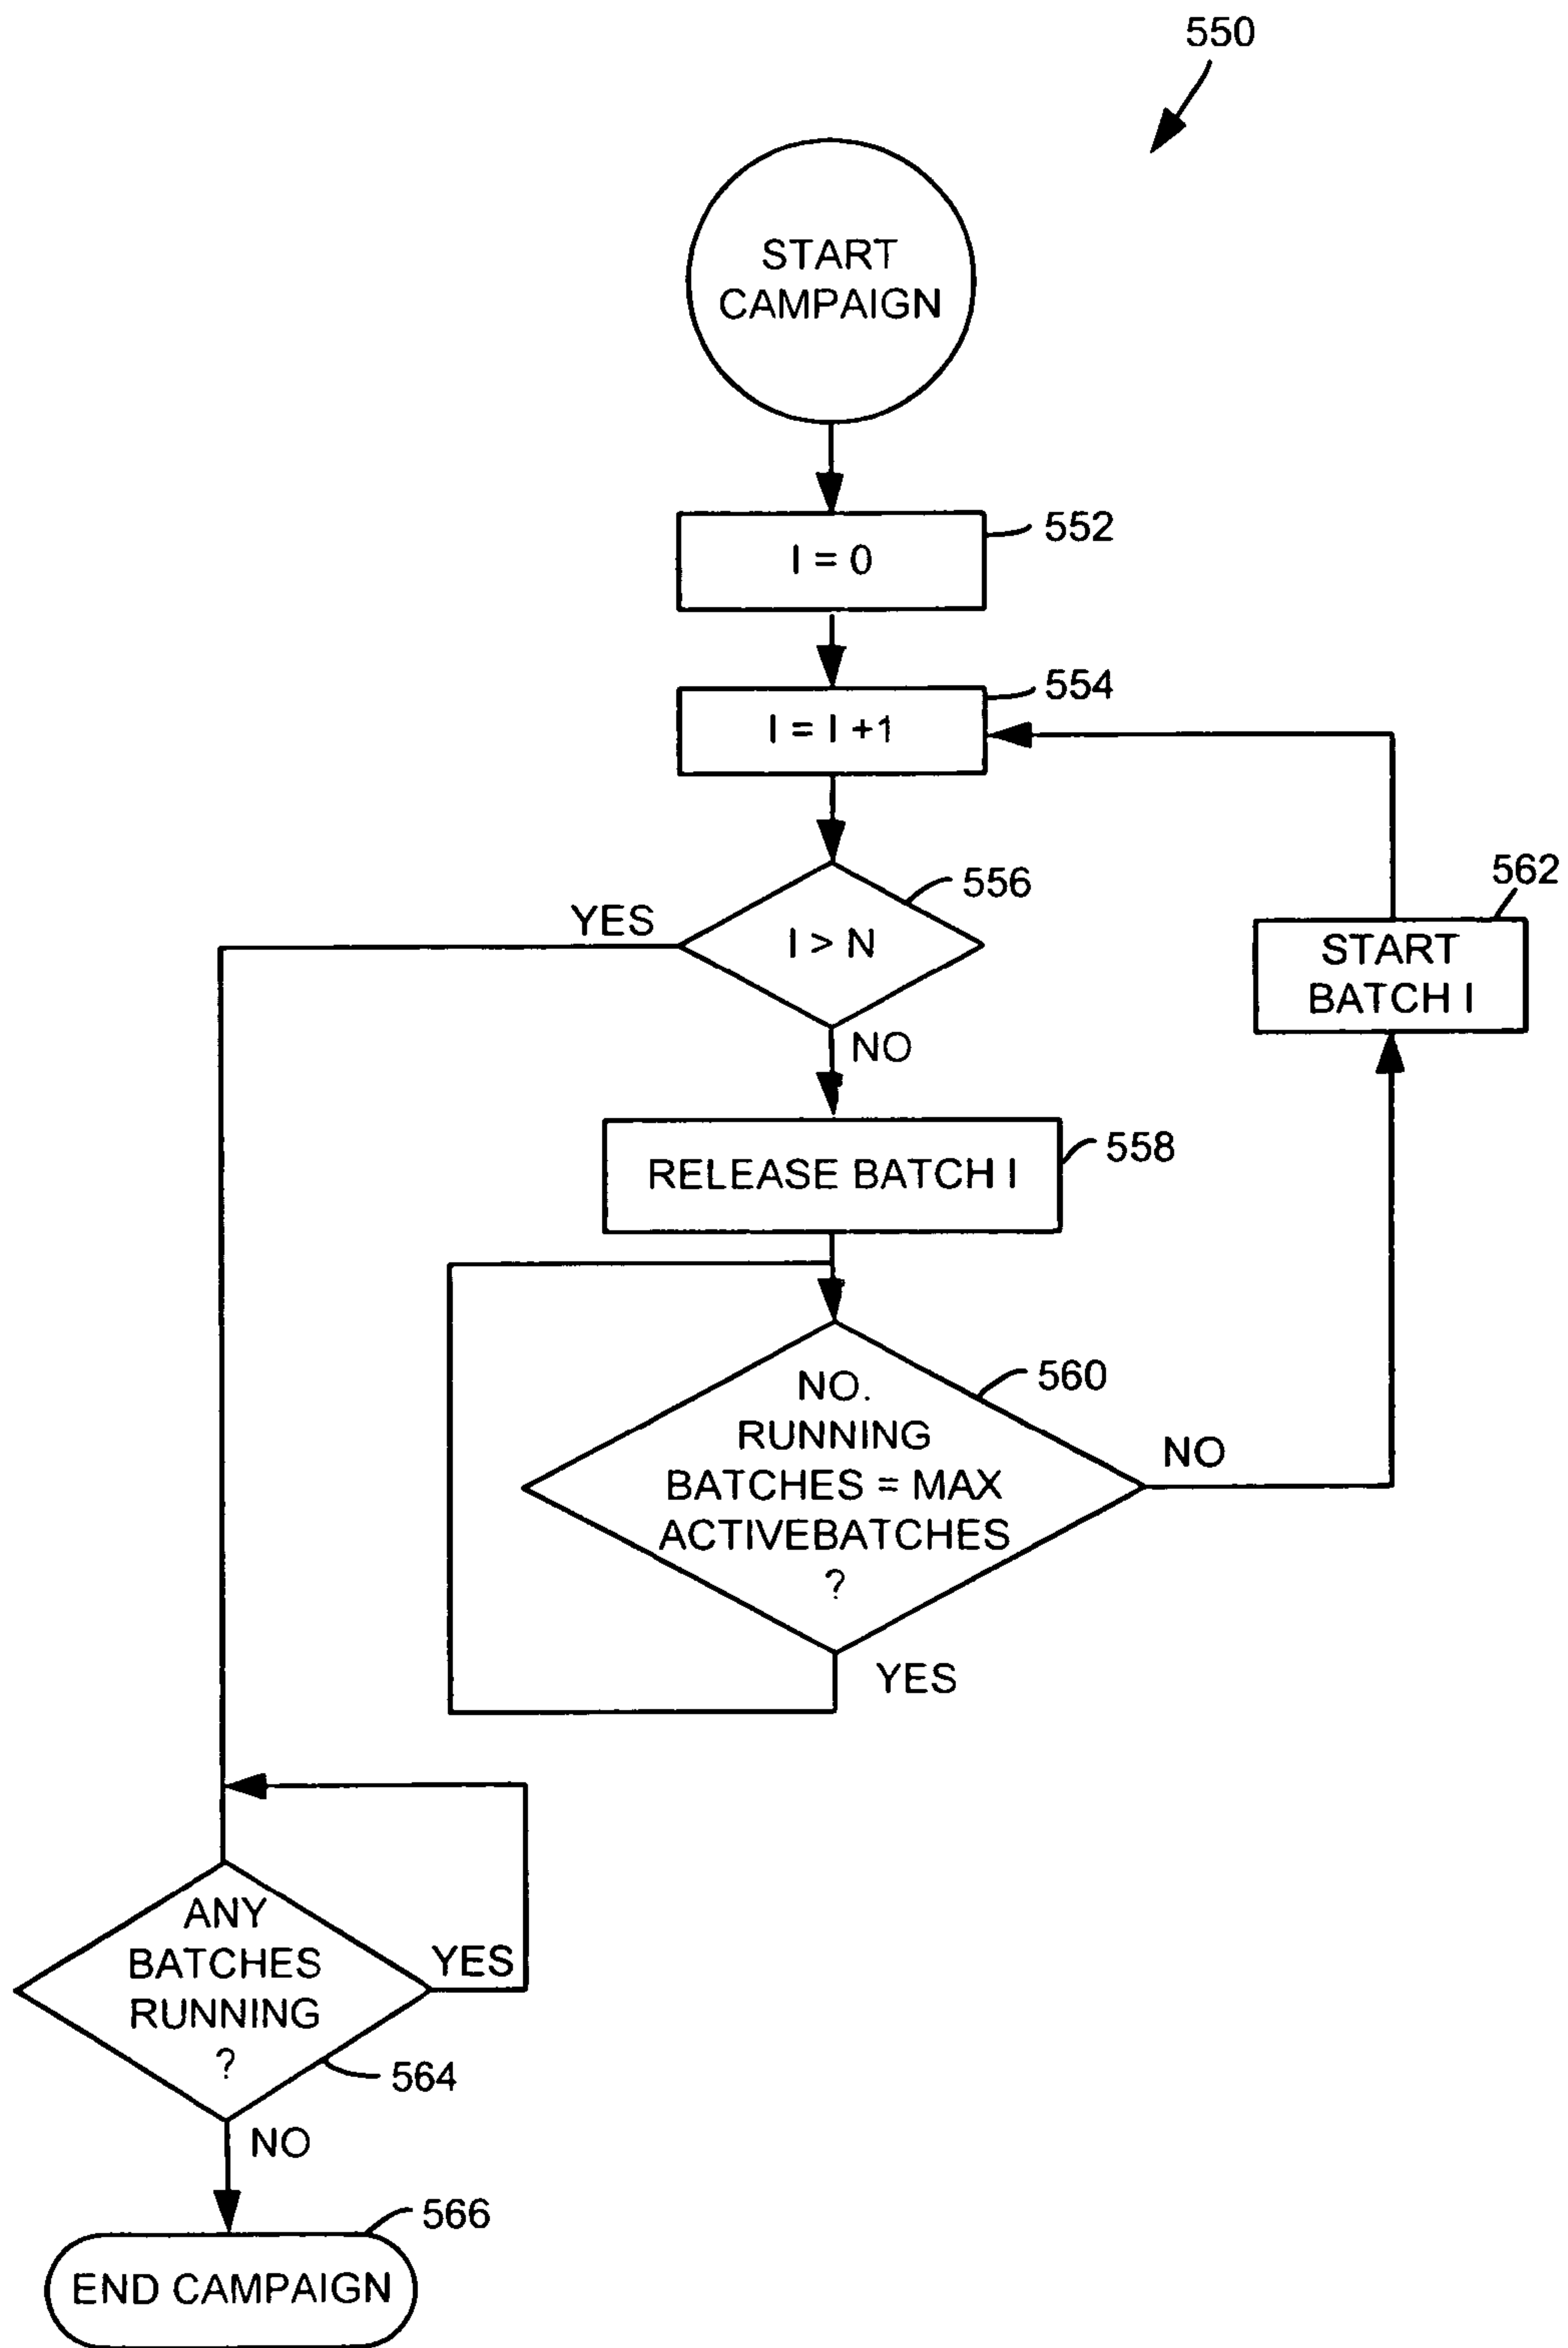 550
START
CAMPAIGN
552
I = 0
554
I = I +1
556
YES
I > N
562
START
BATCH I
NO
558
RELEASE BATCH I
560
NO.
RUNNING
BATCHES = MAX
ACTIVEBATCHES
?
NO
YES
ANY
BATCHES
RUNNING
?
YES
564
NO
566
END CAMPAIGN